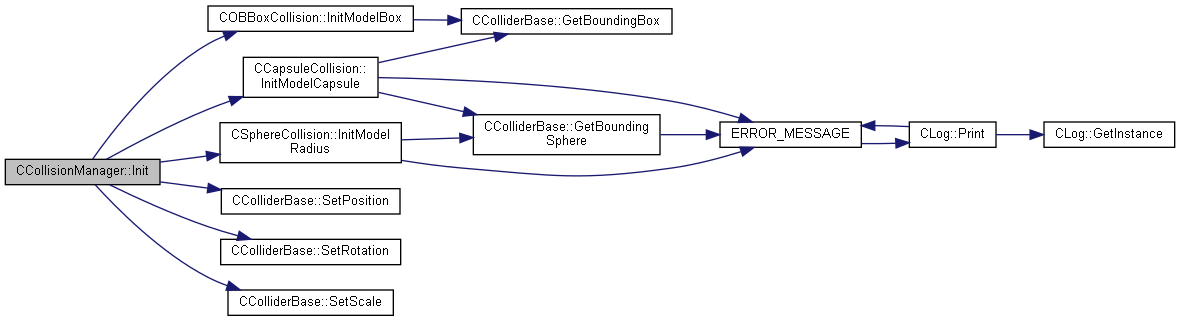 COBBoxCollision::InitModelBox
CColliderBase::GetBoundingBox
CCapsuleCollision::
InitModelCapsule
CSphereCollision::InitModel
Radius
CColliderBase::GetBounding
Sphere
ERROR_MESSAGE
CLog::Print
CLog::GetInstance
CCollisionManager::Init
CColliderBase::SetPosition
CColliderBase::SetRotation
CColliderBase::SetScale